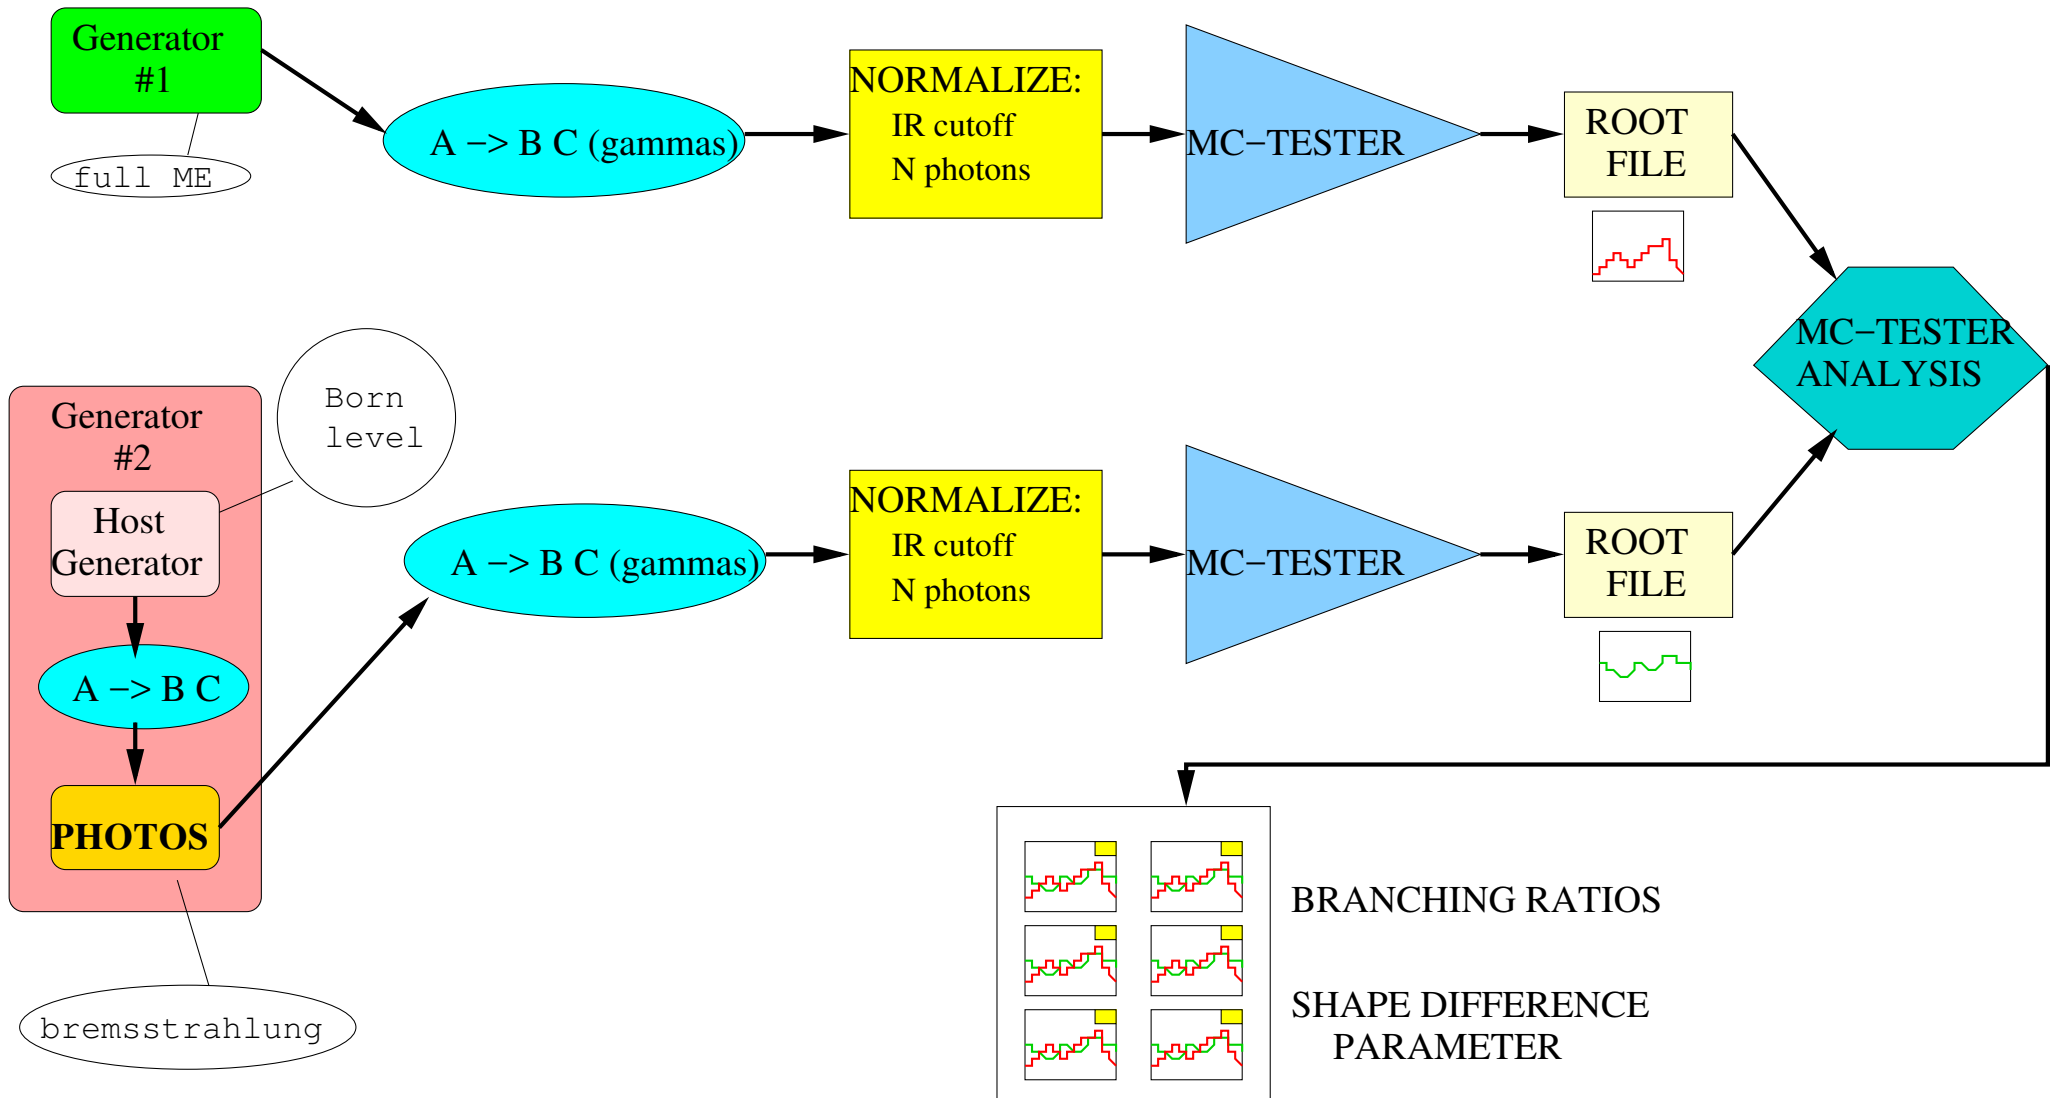 Generator
#1
full ME
A −> B C (gammas)
NORMALIZE:
IR cutoff
N photons
MC−TESTER
ROOT
FILE
MC−TESTER
ANALYSIS
Born
level
Generator
#2
Host
Generator
A −> B C
PHOTOS
bremsstrahlung
A −> B C (gammas)
NORMALIZE:
IR cutoff
N photons
MC−TESTER
ROOT
FILE
BRANCHING RATIOS
SHAPE DIFFERENCE
PARAMETER